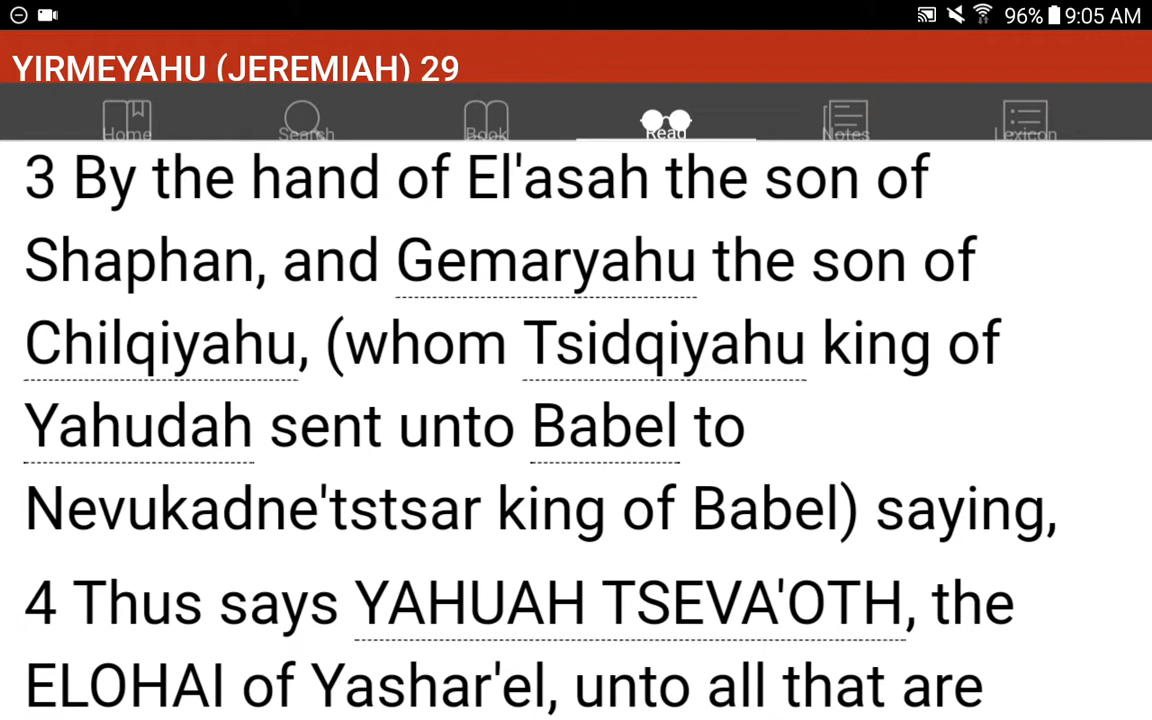 96% 9:05 AM
YIRMEYAHU (JEREMIAH) 29
Home Search Book Read Notes Lexicon
3 By the hand of El'asah the son of
Shaphan, and Gemaryahu the son of
Chilqiyahu, (whom Tsidqiyahu king of
Yahudah sent unto Babel to
Nevukadne'tstsar king of Babel) saying,
4 Thus says YAHUAH TSEVA'OTH, the
ELOHAI of Yashar'el, unto all that are